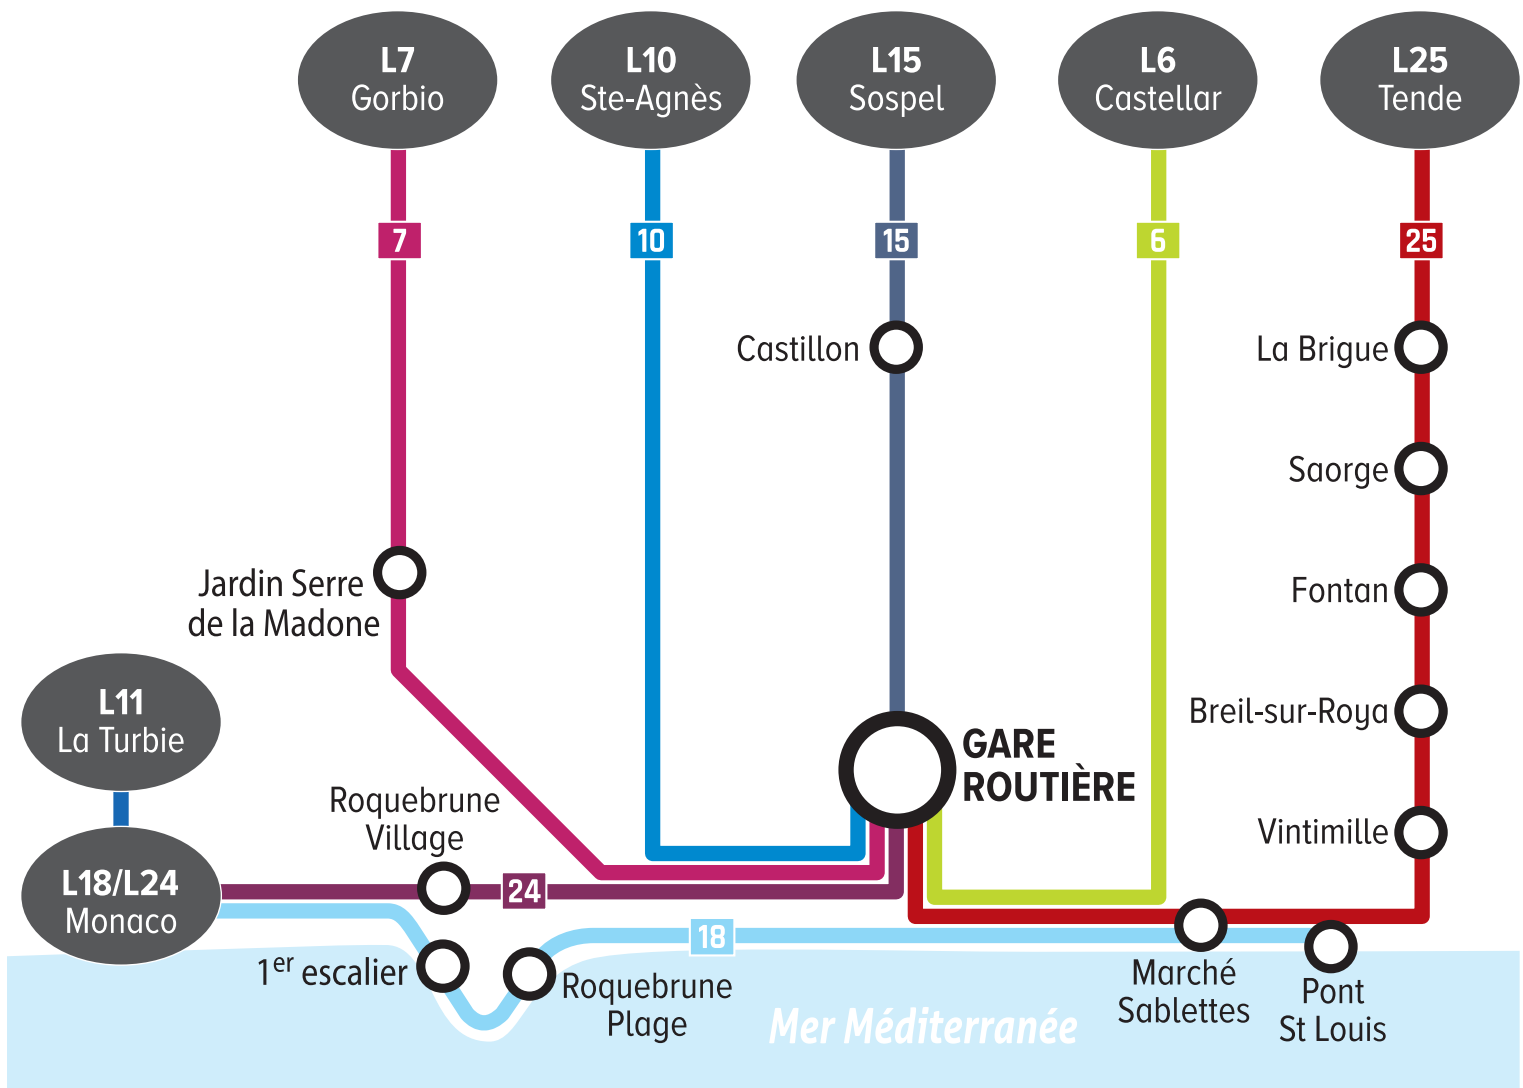 L7
Gorbio
L10
Ste-Agnès
L15
Sospel
L6
Castellar
L25
Tende
7
10
15
6
25
Castillon
La Brigue
Saorge
Jardin Serre
de la Madone
Fontan
L11
La Turbie
Breil-sur-Roya
GARE
ROUTIÈRE
Roquebrune
Village
Vintimille
L18/L24
Monaco
24
18
1er escalier
Roquebrune
Plage
Marché
Sablettes
Pont
St Louis
Mer Méditerranée